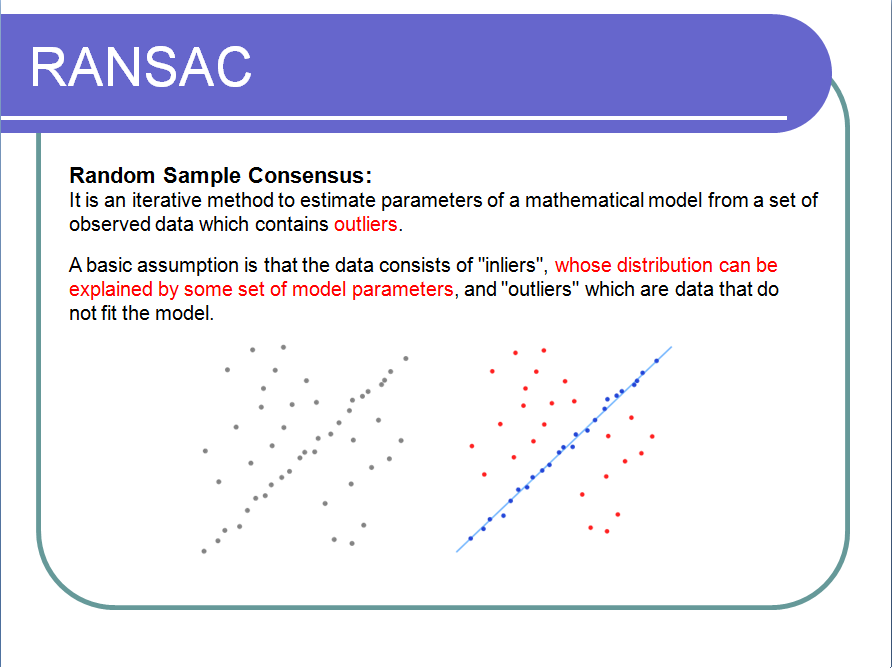 RANSAC
Random Sample Consensus:
It is an iterative method to estimate parameters of a mathematical model from a set of
observed data which contains outliers.
A basic assumption is that the data consists of "inliers", whose distribution can be
explained by some set of model parameters, and "outliers" which are data that do
not fit the model.